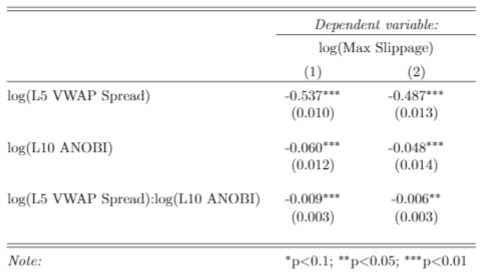 Dependent variable:
log(Max Slippage)
(1) (2)
log(L5 VWAP Spread) -0.537*** -0.487***
(0.010) (0.013)
log(L10 ANOBI) -0.060*** -0.048***
(0.012) (0.014)
log(L5 VWAP Spread):log(L10 ANOBI) -0.009*** -0.006**
(0.003) (0.003)
Note: *p<0.1; **p<0.05; ***p<0.01